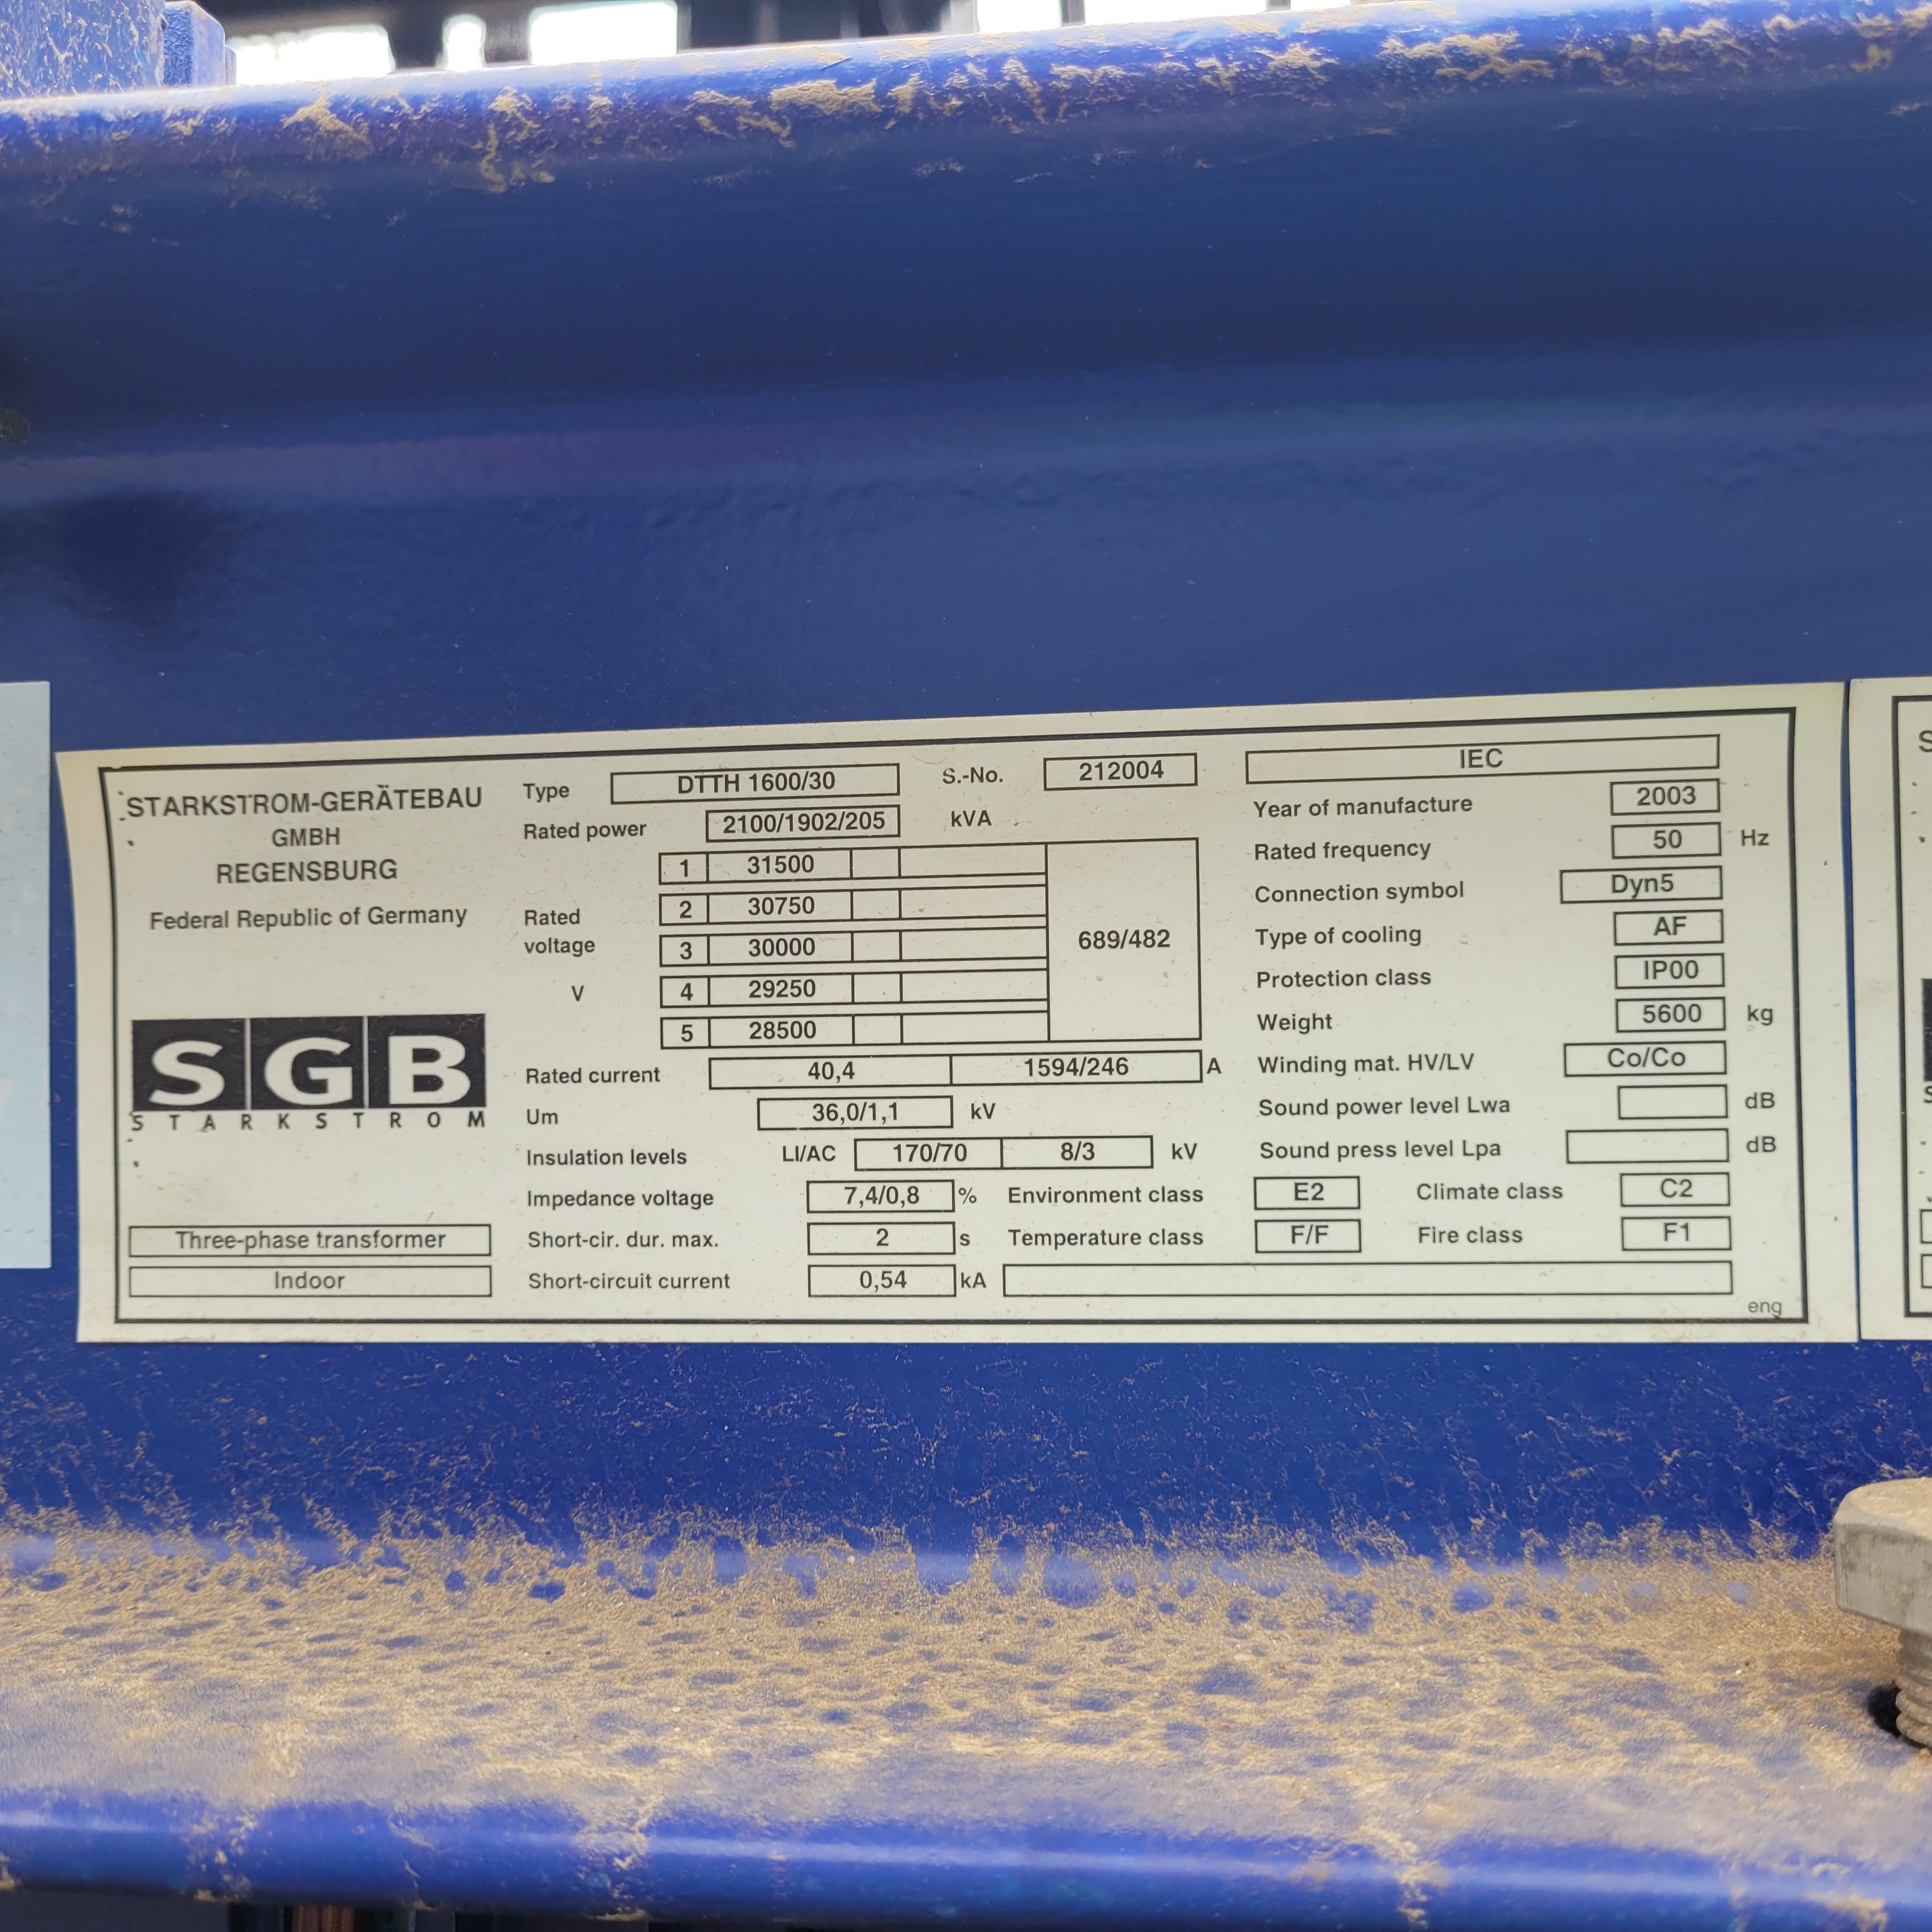 STARKSTROM-GERÄTEBAU
GMBH
REGENSBURG
Federal Republic of Germany
SGB
STARKSTROM
Three-phase transformer
Indoor
Type DTTH 1600/30 S.-No. 212004
Rated power 2100/1902/205 kVA
Rated voltage V
1 31500
2 30750
3 30000
4 29250
5 28500
689/482
Rated current 40,4 1594/246 A
Um 36,0/1,1 kV
Insulation levels LI/AC 170/70 8/3 kV
Impedance voltage 7,4/0,8 %
Short-cir. dur. max. 2 s
Short-circuit current 0,54 kA
IEC
Year of manufacture 2003
Rated frequency 50 Hz
Connection symbol Dyn5
Type of cooling AF
Protection class IP00
Weight 5600 kg
Winding mat. HV/LV Co/Co
Sound power level Lwa dB
Sound press level Lpa dB
Environment class E2 Climate class C2
Temperature class F/F Fire class F1
eng